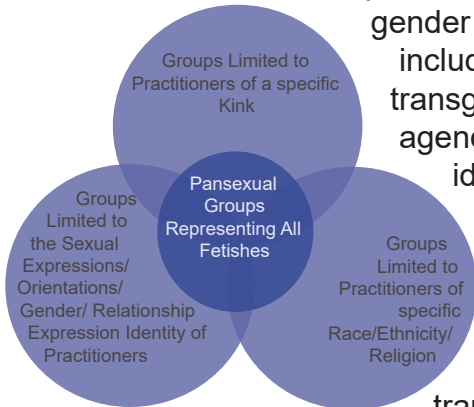 gender
includ
transg
agen
id
Groups Limited to
Practitioners of a specific
Kink
Pansexual
Groups
Representing All
Fetishes
Groups
Limited to
the Sexual
Expressions/
Orientations/
Gender/ Relationship
Expression Identity of
Practitioners
Groups
Limited to
Practitioners of
specific
Race/Ethnicity/
Religion
tran